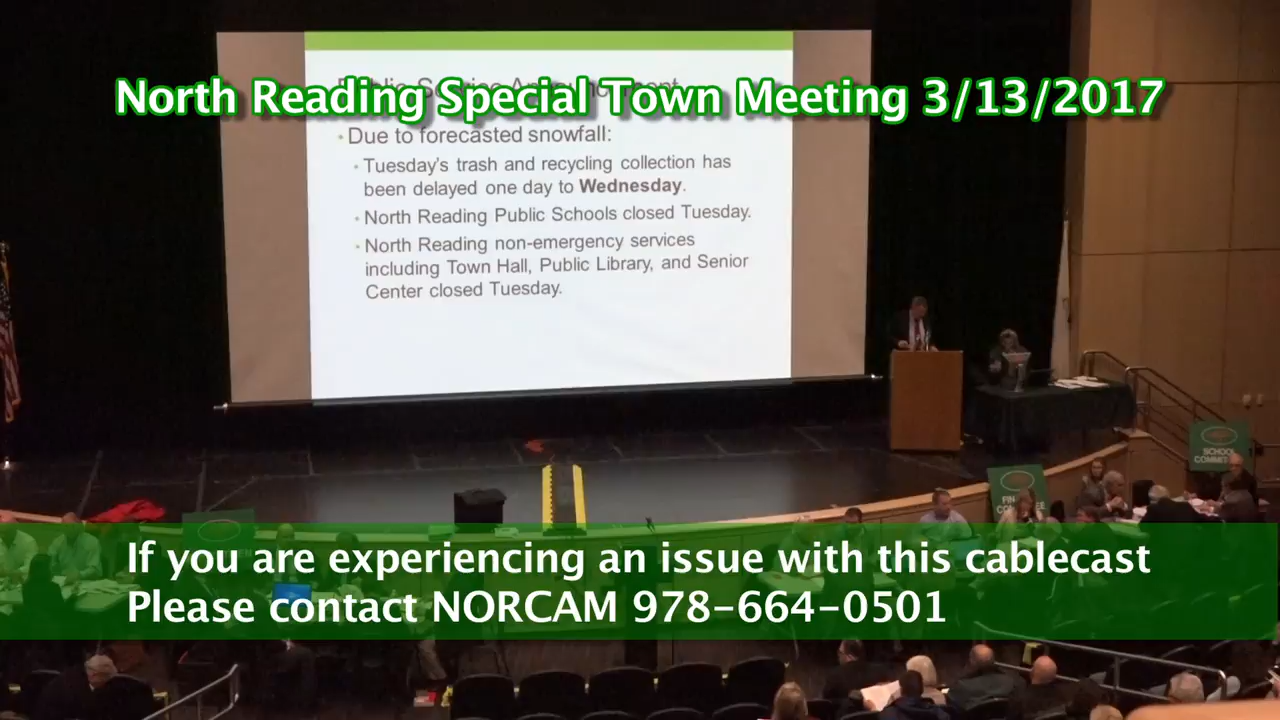 North Reading Special Town Meeting 3/13/2017
• Due to forecasted snowfall:
• Tuesday's trash and recycling collection has
been delayed one day to Wednesday.
• North Reading Public Schools closed Tuesday.
• North Reading non-emergency services
including Town Hall, Public Library, and Senior
Center closed Tuesday.
SCHOOL
COMMITTEE
If you are experiencing an issue with this cablecast
Please contact NORCAM 978-664-0501